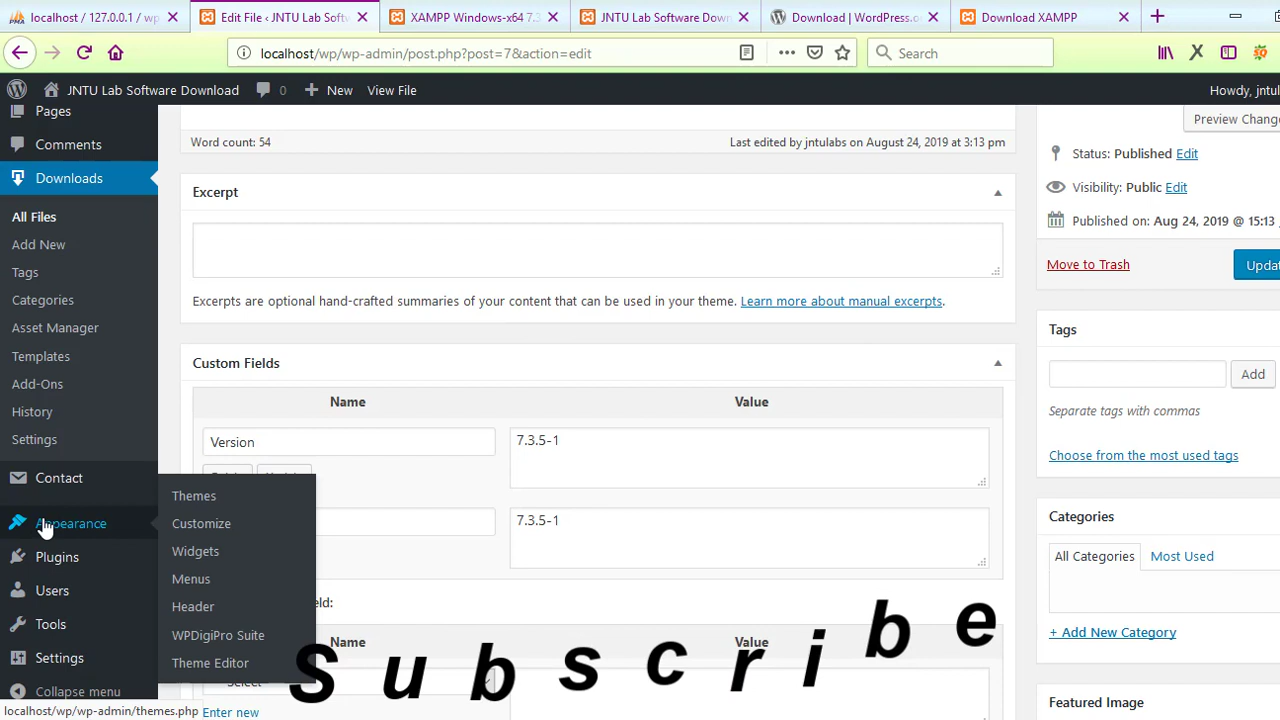 localhost / 127.0.0.1 / wp
Edit File ‹ JNTU Lab Softw
XAMPP Windows-x64 7.3
JNTU Lab Software Down
Download | WordPress.o
Download XAMPP
localhost/wp/wp-admin/post.php?post=7&action=edit
Search
JNTU Lab Software Download
0
New
View File
Howdy, jntul
Pages
Comments
Downloads
All Files
Add New
Tags
Categories
Asset Manager
Templates
Add-Ons
History
Settings
Contact
Appearance
Plugins
Users
Tools
Settings
Collapse menu
Themes
Customize
Widgets
Menus
Header
WPDigiPro Suite
Theme Editor
Word count: 54
Last edited by jntulabs on August 24, 2019 at 3:13 pm
Excerpt
Excerpts are optional hand-crafted summaries of your content that can be used in your theme. Learn more about manual excerpts.
Custom Fields
Name
Value
Version
7.3.5-1
7.3.5-1
Name
Value
Enter new
Preview Chang
Status: Published Edit
Visibility: Public Edit
Published on: Aug 24, 2019 @ 15:13
Move to Trash
Updat
Tags
Add
Separate tags with commas
Choose from the most used tags
Categories
All Categories
Most Used
+ Add New Category
Featured Image
Subscribe
localhost/wp/wp-admin/themes.php